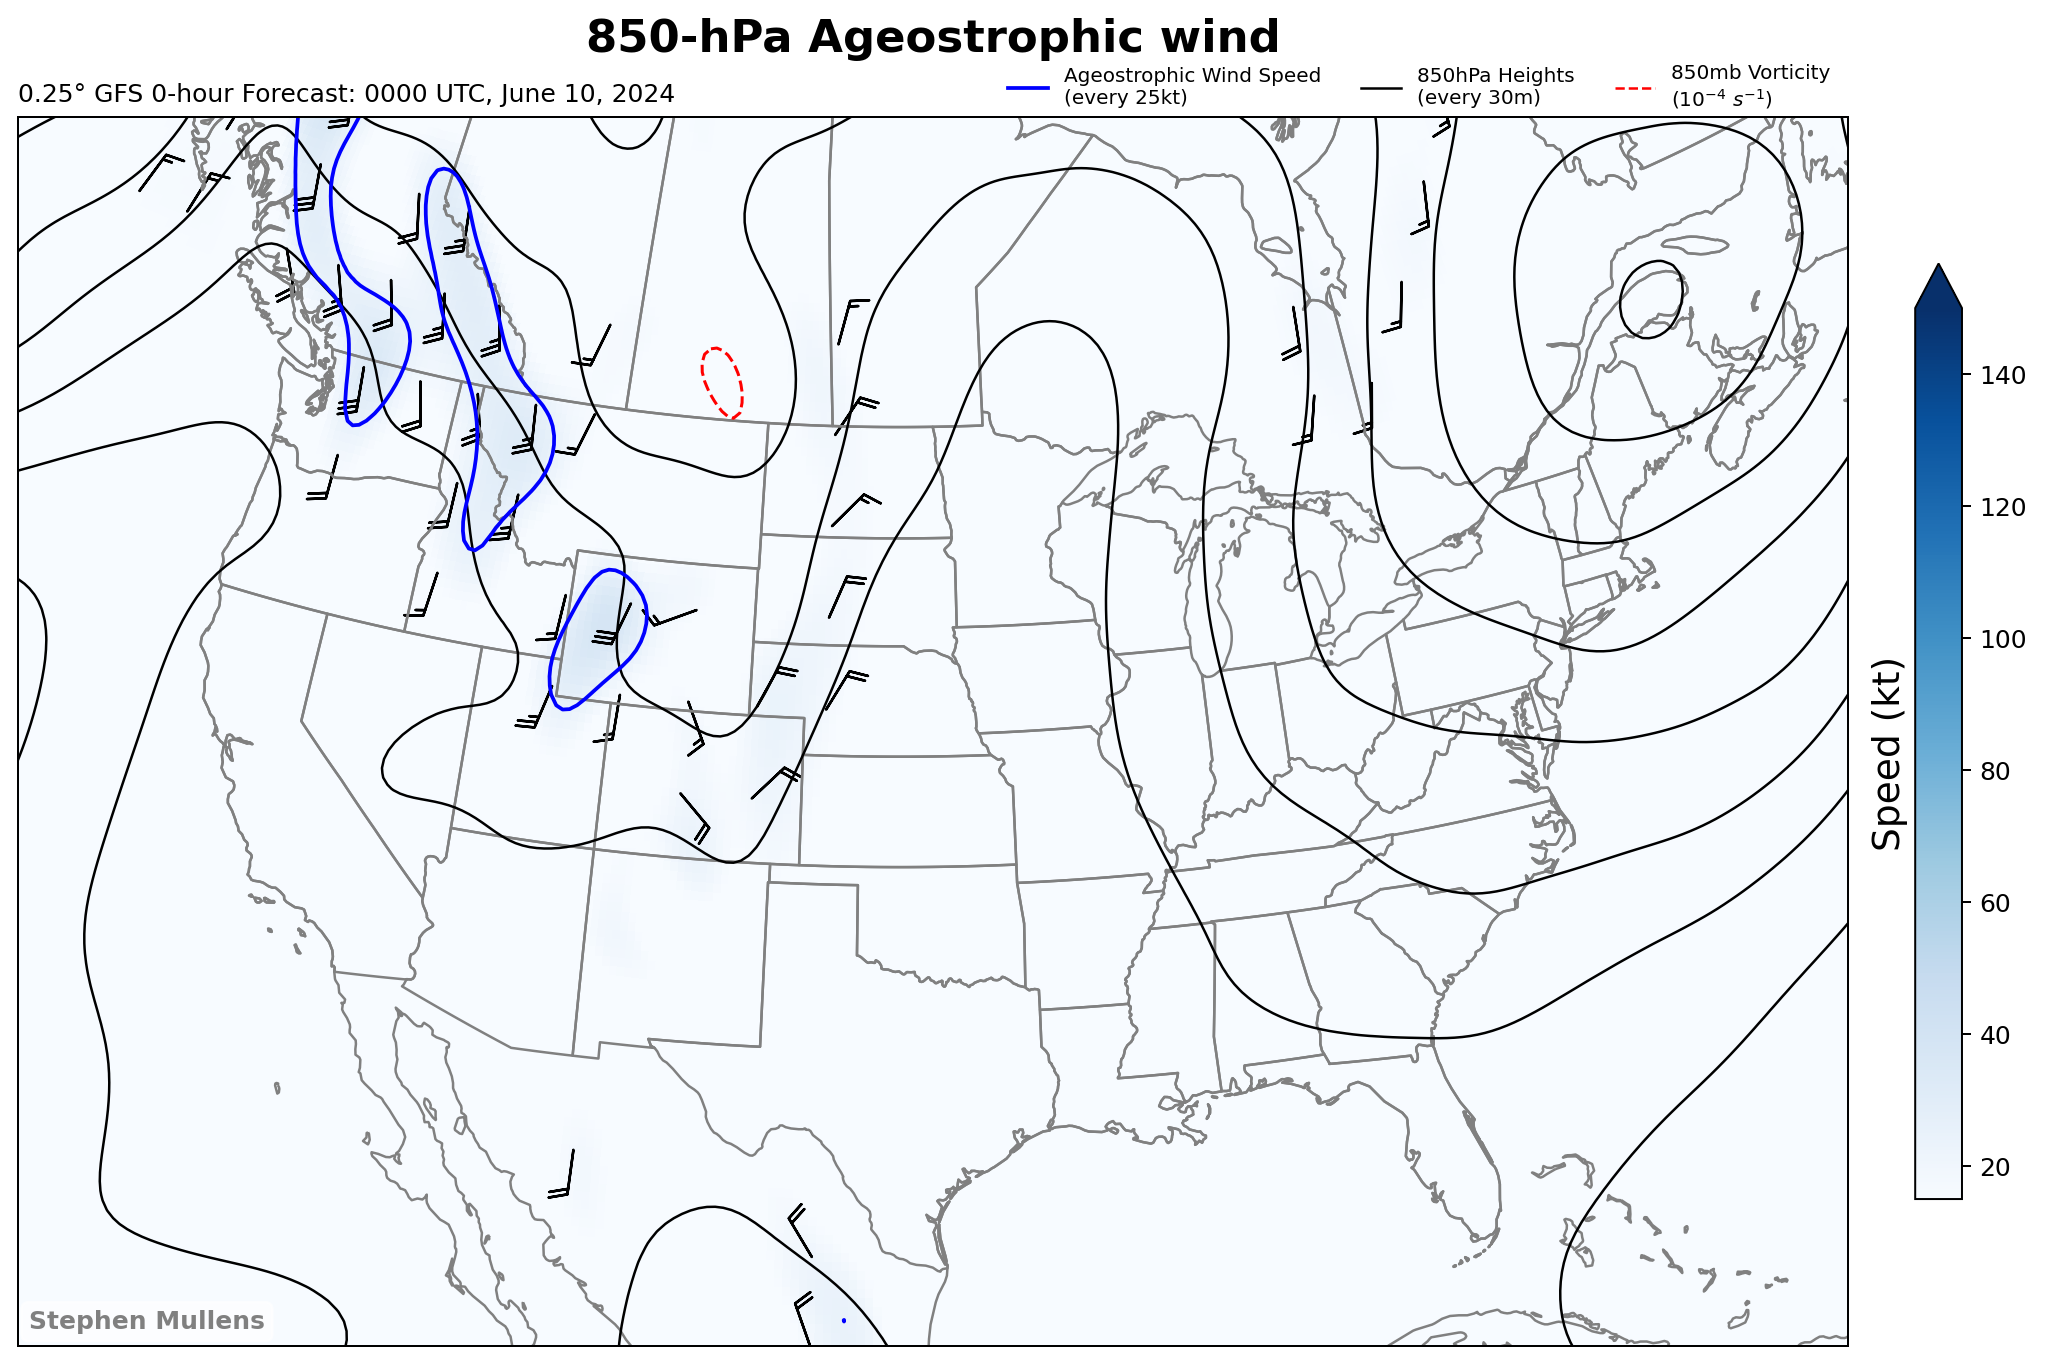 850-hPa Ageostrophic wind
0.25° GFS 0-hour Forecast: 0000 UTC, June 10, 2024
Ageostrophic Wind Speed
(every 25kt)
850hPa Heights
(every 30m)
850mb Vorticity
(10⁻⁴ s⁻¹)
140
120
100
80
60
40
20
Speed (kt)
Stephen Mullens